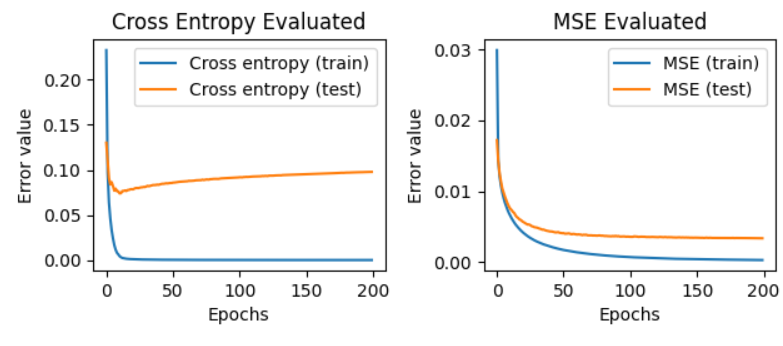 Cross Entropy Evaluated
Cross entropy (train)
Cross entropy (test)
Error value
0.20
0.15
0.10
0.05
0.00
0 50 100 150 200
Epochs
MSE Evaluated
MSE (train)
MSE (test)
Error value
0.03
0.02
0.01
0.00
0 50 100 150 200
Epochs